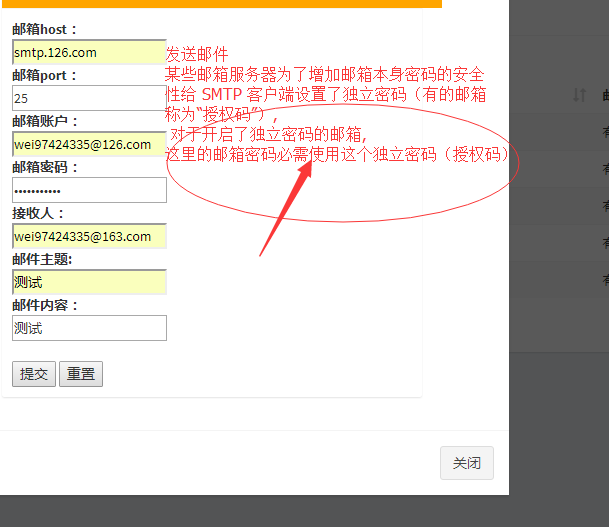 邮箱host：
smtp.126.com
邮箱port：
25
邮箱账户：
wei97424335@126.com
邮箱密码：
•••••••••••
接收人：
wei97424335@163.com
邮件主题:
测试
邮件内容：
测试
提交 重置
发送邮件
某些邮箱服务器为了增加邮箱本身密码的安全
性给 SMTP 客户端设置了独立密码（有的邮箱
称为“授权码”）,
对于开启了独立密码的邮箱,
这里的邮箱密码必需使用这个独立密码（授权码）
关闭